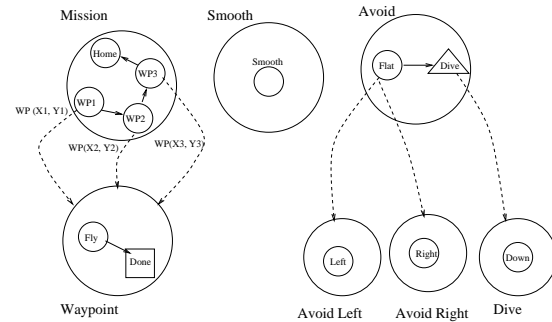 Mission
Smooth
Avoid
Home
WP3
WP1
WP2
Smooth
Flat
Dive
WP (X1, Y1)
WP(X2, Y2)
WP(X3, Y3)
Fly
Done
Left
Right
Down
Waypoint
Avoid Left
Avoid Right
Dive